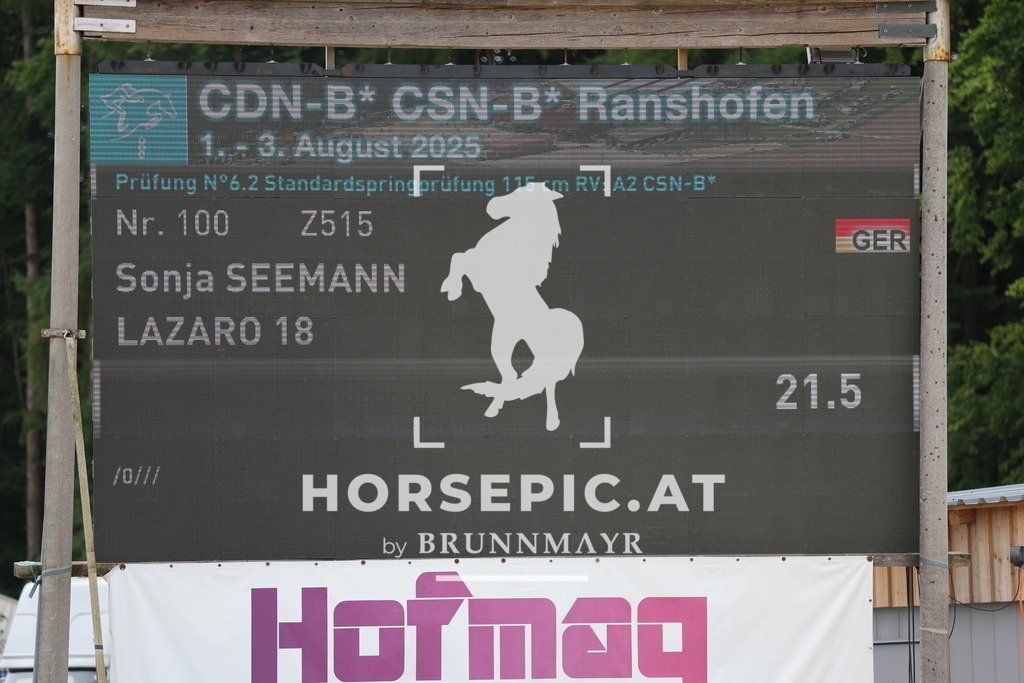 CDN-B* CSN-B* Ranshofen
1. - 3. August 2025
Prüfung N°6.2 Standardspringprüfung 115 cm RV: A2 CSN-B*
Nr. 100 Z515
GER
Sonja SEEMANN
LAZARO 18
21.5
/0///
HORSEPIC.AT
by BRUNNMAYR
Hofmag